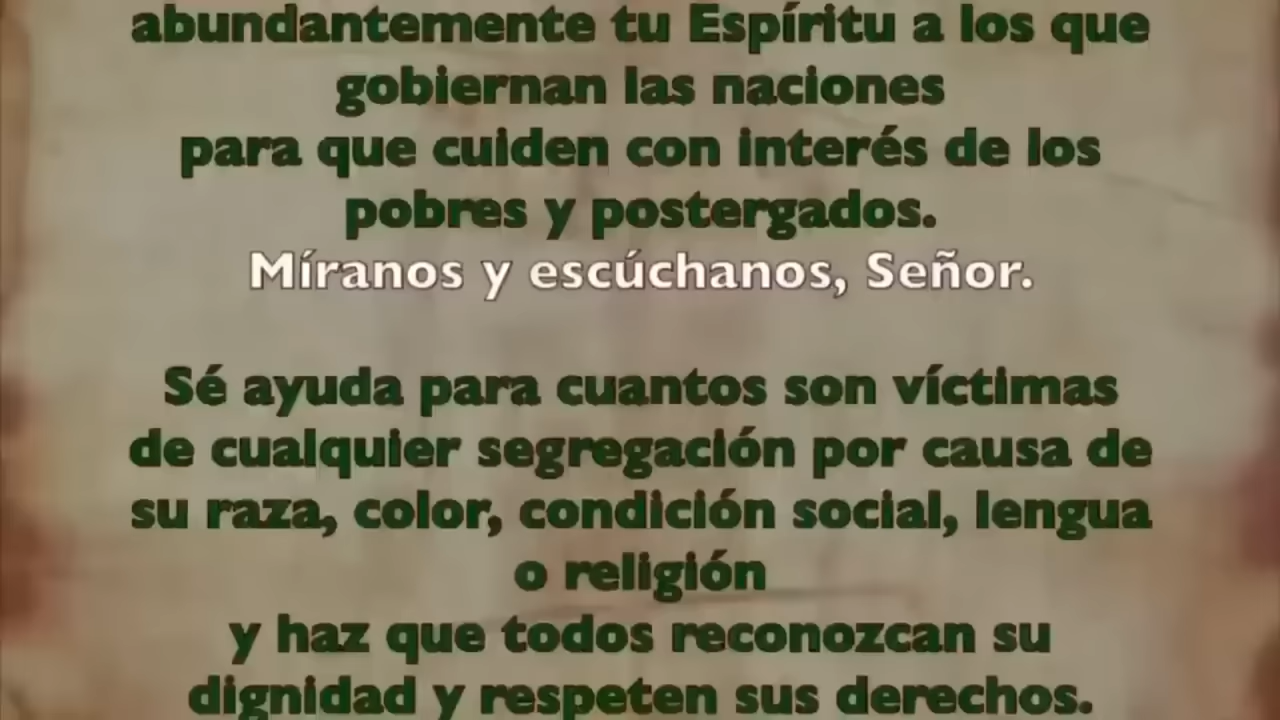 abundantemente tu Espíritu a los que
gobiernan las naciones
para que cuiden con interés de los
pobres y postergados.
Míranos y escúchanos, Señor.
Sé ayuda para cuantos son víctimas
de cualquier segregación por causa de
su raza, color, condición social, lengua
o religión
y haz que todos reconozcan su
dignidad y respeten sus derechos.